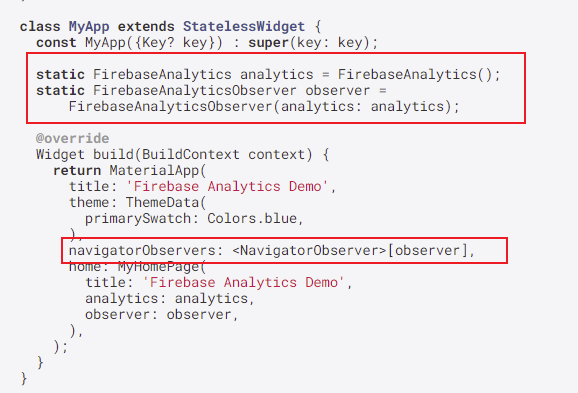 class MyApp extends StatelessWidget {
const MyApp({Key? key}) : super(key: key);
static FirebaseAnalytics analytics = FirebaseAnalytics();
static FirebaseAnalyticsObserver observer =
FirebaseAnalyticsObserver(analytics: analytics);
@override
Widget build(BuildContext context) {
return MaterialApp(
title: 'Firebase Analytics Demo',
theme: ThemeData(
primarySwatch: Colors.blue,
),
navigatorObservers: <NavigatorObserver>[observer],
home: MyHomePage(
title: 'Firebase Analytics Demo',
analytics: analytics,
observer: observer,
),
);
}
}